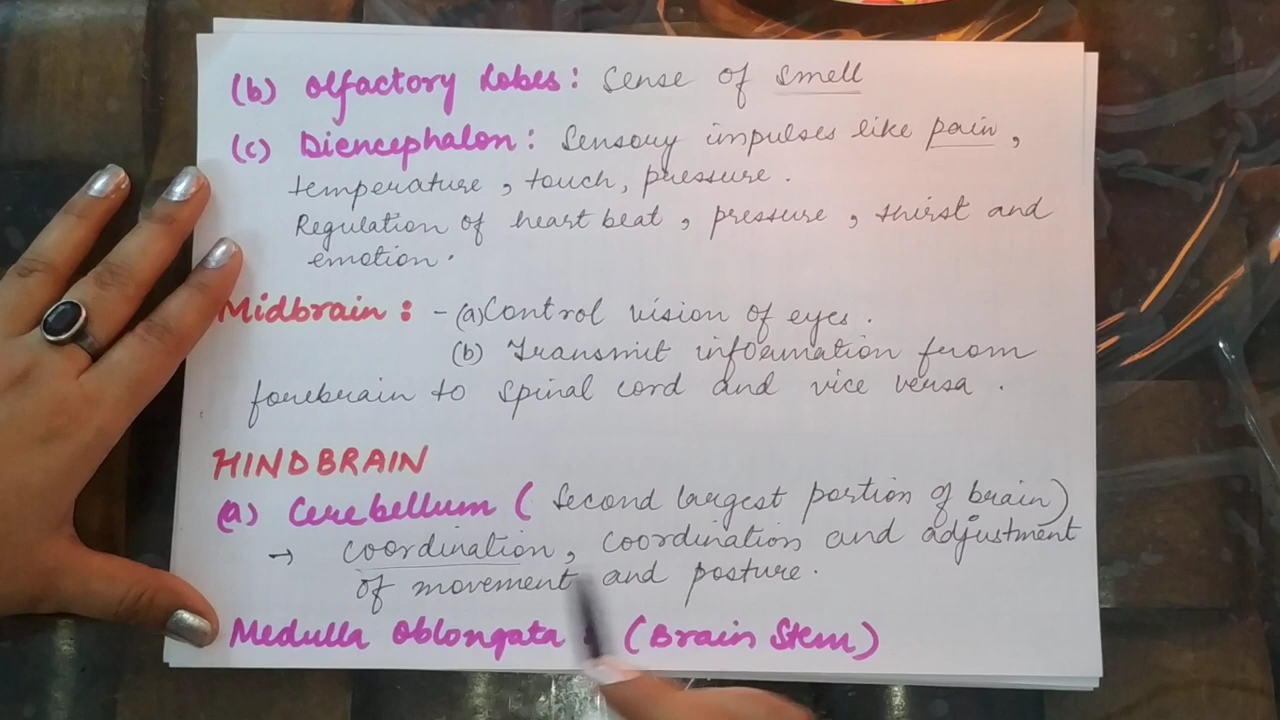 (b) Olfactory Lobes: Sense of smell
(c) Diencephalon: Sensory impulses like pain,
temperature, touch, pressure.
Regulation of heart beat, pressure, thirst and
emotion.
Midbrain: - (a) Control vision of eyes.
(b) Transmit information from
forebrain to spinal cord and vice versa.
HINDBRAIN
(a) Cerebellum (Second largest portion of brain)
→ coordination, coordination and adjustment
of movement and posture.
Medulla Oblongata: (Brain Stem)